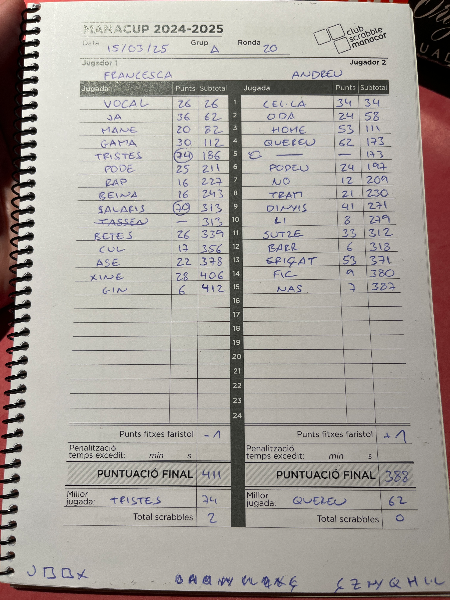 MANACUP 2024-2025
Data 15/03/25 Grup A Ronda 20
club scrabble manacor
Jugador 1 Jugador 2
FRANCESCA ANDREU
Jugada Punts Subtotal Jugada Punts Subtotal
VOCAL 26 26 1 CEL·LA 34 34
JA 36 62 2 ODA 24 58
MANE 20 82 3 HOME 53 111
GAMA 30 112 4 QUEREU 62 173
TRISTES 74 186 5 — 173
PODE 25 211 6 PODEU 24 197
RAP 16 227 7 NO 12 209
REINA 16 243 8 TRAM 21 230
SALARIS 70 313 9 DINYIS 41 271
— 313 10 LI 8 279
BETES 26 339 11 SUTZE 33 312
CUL 17 356 12 BARR 6 318
ASE 22 378 13 ERIGAT 53 371
XINE 28 406 14 FIC 9 380
GIN 6 412 15 NAS 7 387
16
17
18
19
20
21
22
23
24
Punts fitxes faristol -1 Punts fitxes faristol +1
Penalització temps excedit: min s Penalització temps excedit: min s
PUNTUACIÓ FINAL 411 PUNTUACIÓ FINAL 388
Millor jugada: TRISTES 74 Millor jugada: QUEREU 62
Total scrabbles 2 Total scrabbles 0